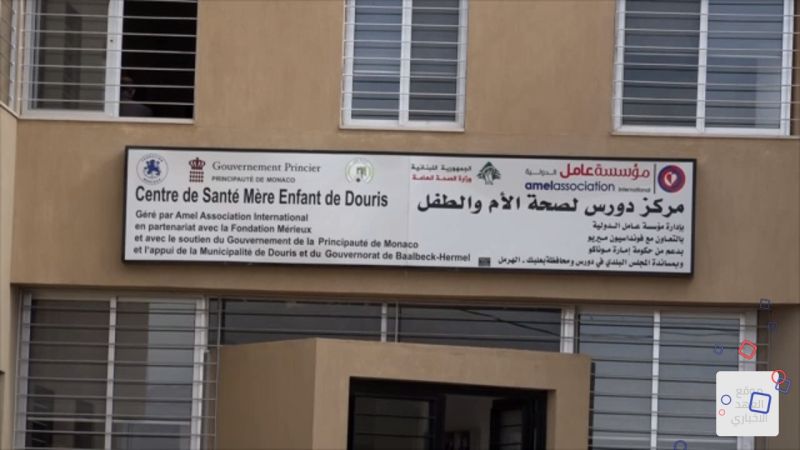 Gouvernement Princier
PRINCIPAUTÉ DE MONACO
Centre de Santé Mère Enfant de Douris
Géré par Amel Association International
en partenariat avec la Fondation Mérieux
et avec le soutien du Gouvernement de la Principauté de Monaco
et l'appui de la Municipalité de Douris et du Gouvernorat de Baalbeck-Hermel
الجمهورية اللبنانية
وزارة الصحة العامة
مؤسسة عامل الدولية
amelassociation International
مركز دورس لصحة الأم والطفل
بإدارة مؤسسة عامل الدولية
بالتعاون مع فونداسيون ميريو
بدعم من حكومة إمارة موناكو
وبمساندة المجلس البلدي في دورس ومحافظة بعلبك - الهرمل
موقع
العهد
الاخباري